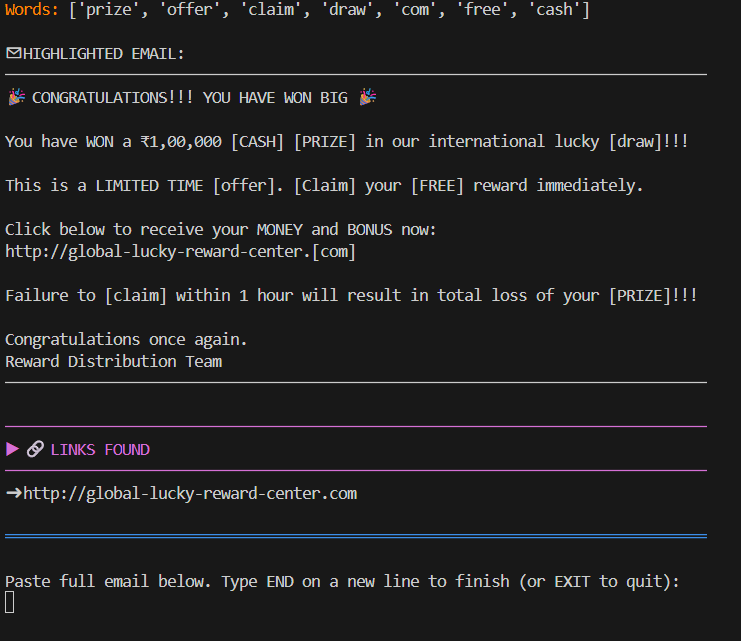 Words: ['prize', 'offer', 'claim', 'draw', 'com', 'free', 'cash']
✉HIGHLIGHTED EMAIL:
🎉 CONGRATULATIONS!!! YOU HAVE WON BIG 🎉
You have WON a ₹1,00,000 [CASH] [PRIZE] in our international lucky [draw]!!!
This is a LIMITED TIME [offer]. [Claim] your [FREE] reward immediately.
Click below to receive your MONEY and BONUS now:
http://global-lucky-reward-center.[com]
Failure to [claim] within 1 hour will result in total loss of your [PRIZE]!!!
Congratulations once again.
Reward Distribution Team
▶ 🔗 LINKS FOUND
➜http://global-lucky-reward-center.com
Paste full email below. Type END on a new line to finish (or EXIT to quit):